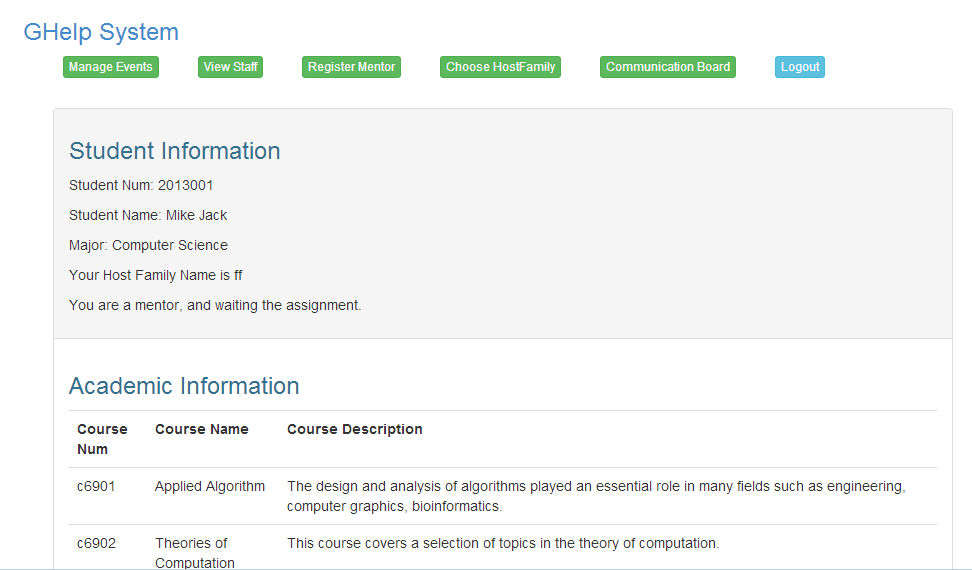 GHelp System
Manage Events View Staff Register Mentor Choose HostFamily Communication Board Logout
Student Information
Student Num: 2013001
Student Name: Mike Jack
Major: Computer Science
Your Host Family Name is ff
You are a mentor, and waiting the assignment.
Academic Information
Course Num Course Name Course Description
c6901 Applied Algorithm The design and analysis of algorithms played an essential role in many fields such as engineering,
computer graphics, bioinformatics.
c6902 Theories of This course covers a selection of topics in the theory of computation.
Computation